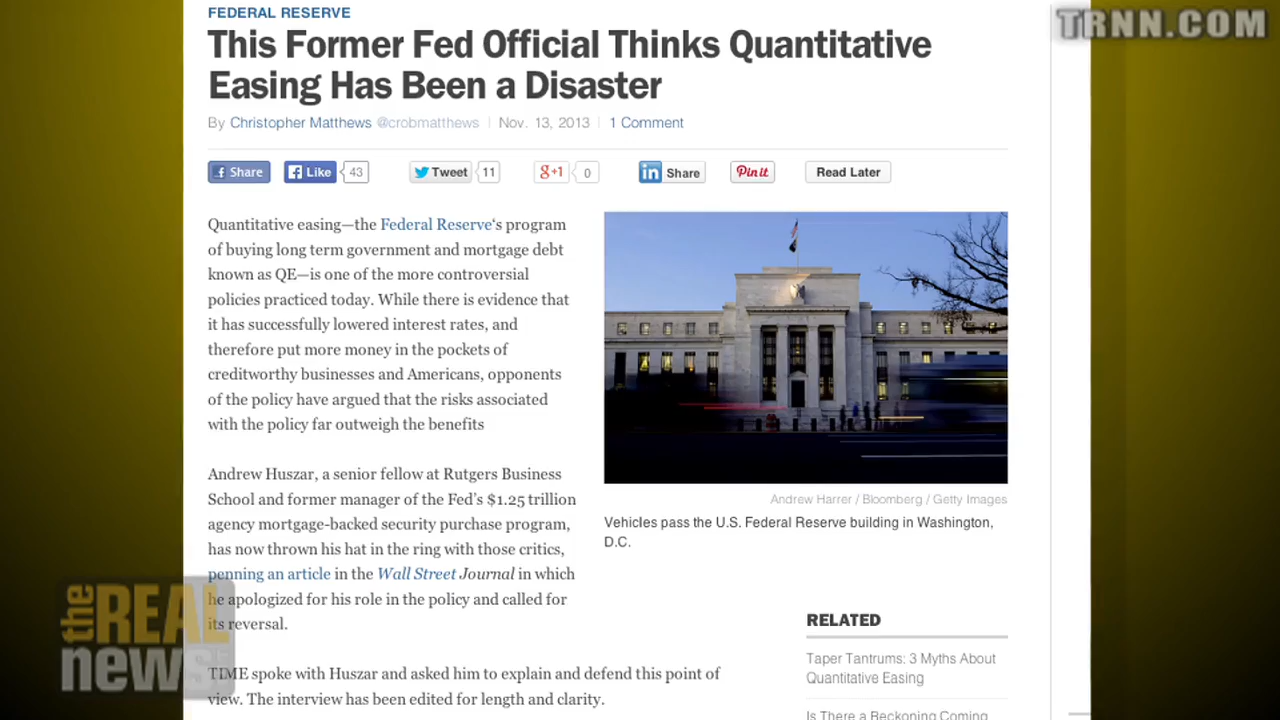 TRNN.COM
FEDERAL RESERVE
This Former Fed Official Thinks Quantitative
Easing Has Been a Disaster
By Christopher Matthews @crobmatthews | Nov. 13, 2013 | 1 Comment
Share
Like
43
Tweet
11
g+1
0
in Share
Pin it
Read Later
Quantitative easing—the Federal Reserve‘s program
of buying long term government and mortgage debt
known as QE—is one of the more controversial
policies practiced today. While there is evidence that
it has successfully lowered interest rates, and
therefore put more money in the pockets of
creditworthy businesses and Americans, opponents
of the policy have argued that the risks associated
with the policy far outweigh the benefits
Andrew Huszar, a senior fellow at Rutgers Business
School and former manager of the Fed's $1.25 trillion
agency mortgage-backed security purchase program,
has now thrown his hat in the ring with those critics,
penning an article in the Wall Street Journal in which
he apologized for his role in the policy and called for
its reversal.
TIME spoke with Huszar and asked him to explain and defend this point of
view. The interview has been edited for length and clarity.
Andrew Harrer / Bloomberg / Getty Images
Vehicles pass the U.S. Federal Reserve building in Washington,
D.C.
RELATED
Taper Tantrums: 3 Myths About
Quantitative Easing
Is There a Reckoning Coming
the REAL
news